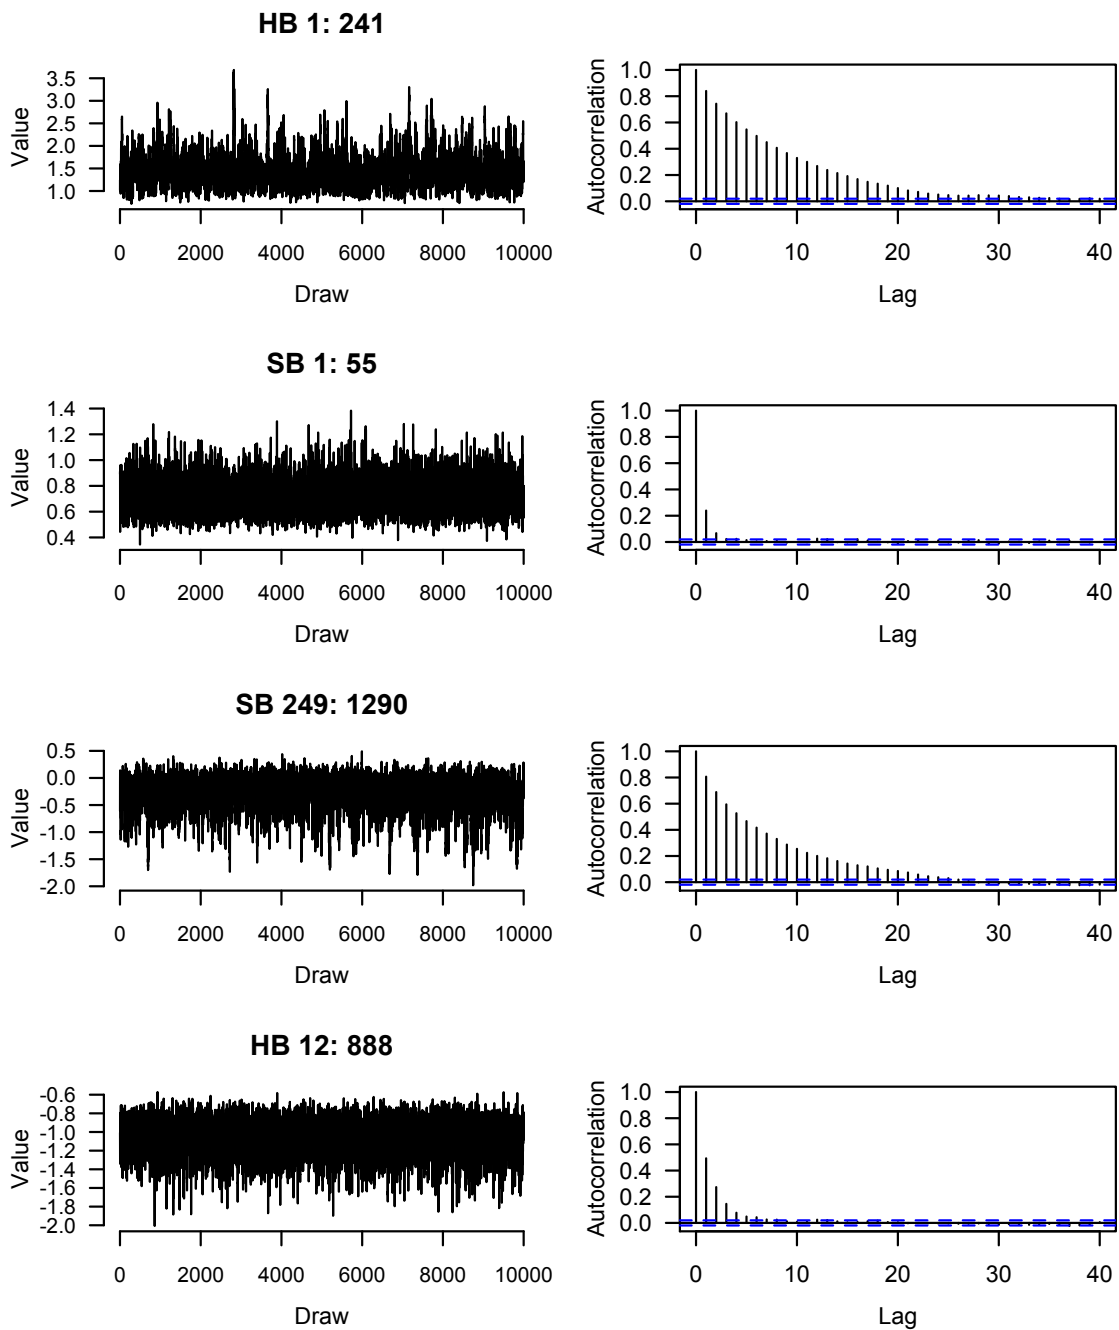 HB 1: 241
Value
3.5
3.0
2.5
2.0
1.5
1.0
0 2000 4000 6000 8000 10000
Draw
Autocorrelation
1.0
0.8
0.6
0.4
0.2
0.0
0 10 20 30 40
Lag
SB 1: 55
Value
1.4
1.2
1.0
0.8
0.6
0.4
0 2000 4000 6000 8000 10000
Draw
Autocorrelation
1.0
0.8
0.6
0.4
0.2
0.0
0 10 20 30 40
Lag
SB 249: 1290
Value
0.5
0.0
-0.5
-1.0
-1.5
-2.0
0 2000 4000 6000 8000 10000
Draw
Autocorrelation
1.0
0.8
0.6
0.4
0.2
0.0
0 10 20 30 40
Lag
HB 12: 888
Value
-0.6
-0.8
-1.0
-1.2
-1.4
-1.6
-1.8
-2.0
0 2000 4000 6000 8000 10000
Draw
Autocorrelation
1.0
0.8
0.6
0.4
0.2
0.0
0 10 20 30 40
Lag